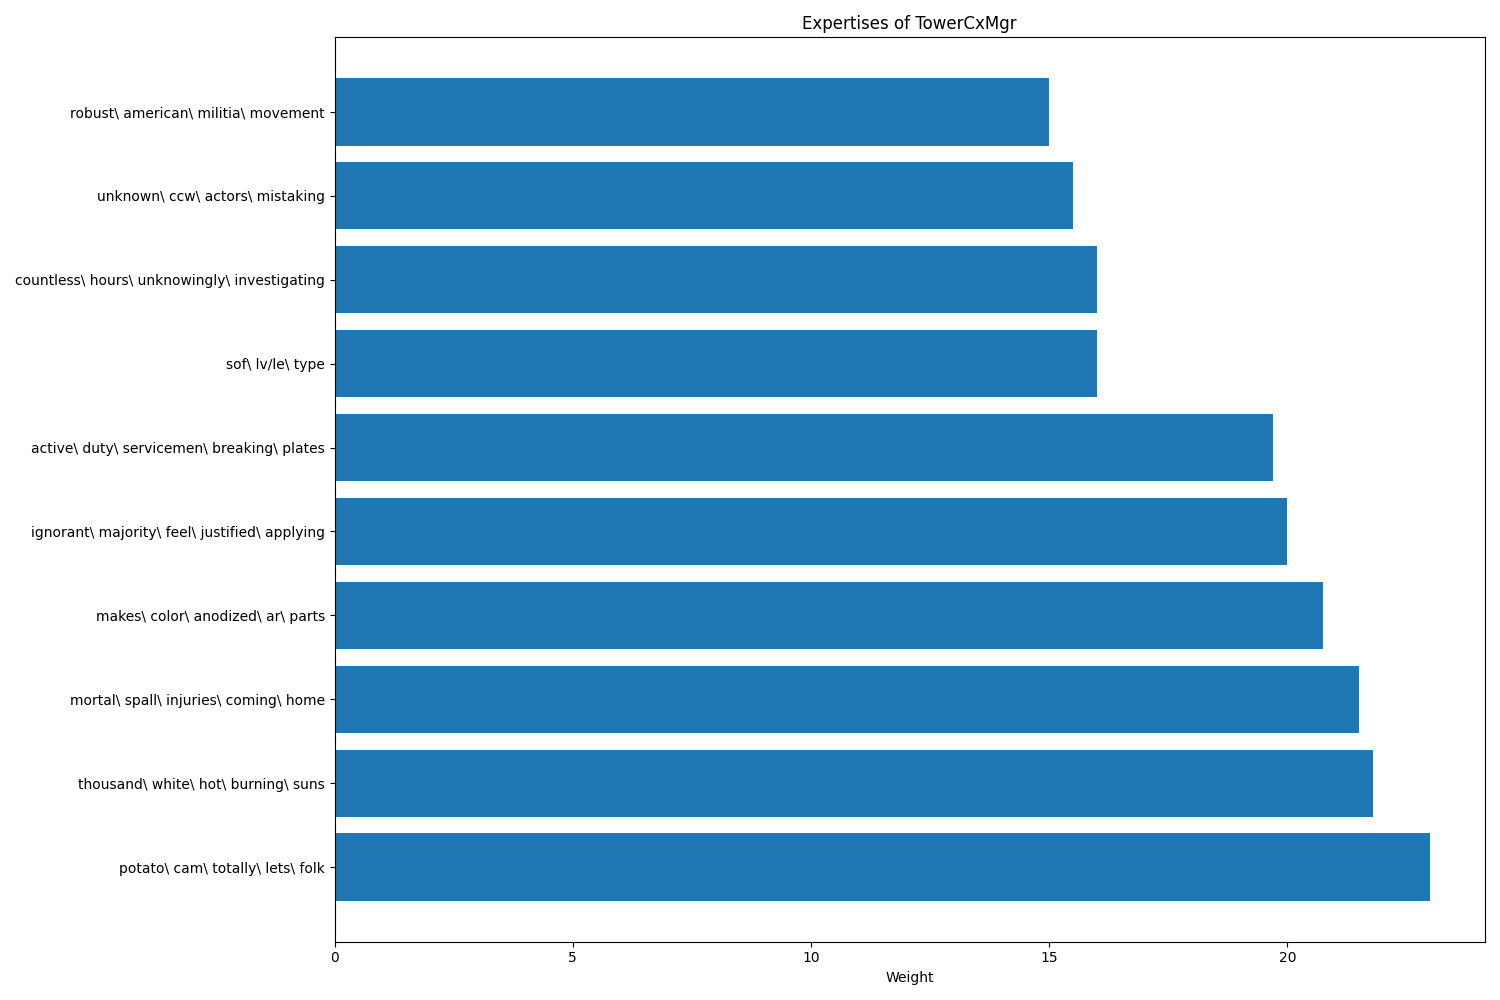 Expertises of TowerCxMgr
robust\ american\ militia\ movement
unknown\ ccw\ actors\ mistaking
countless\ hours\ unknowingly\ investigating
sof\ lv/le\ type
active\ duty\ servicemen\ breaking\ plates
ignorant\ majority\ feel\ justified\ applying
makes\ color\ anodized\ ar\ parts
mortal\ spall\ injuries\ coming\ home
thousand\ white\ hot\ burning\ suns
potato\ cam\ totally\ lets\ folk
0 5 10 15 20
Weight